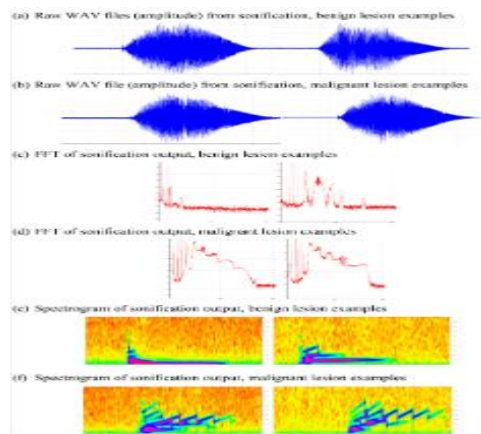 (a) Raw WAV files (amplitude) from sonification, benign lesion examples
(b) Raw WAV file (amplitude) from sonification, malignant lesion examples
(c) FFT of sonification output, benign lesion examples
(d) FFT of sonification output, malignant lesion examples
(e) Spectrogram of sonification output, benign lesion examples
(f) Spectrogram of sonification output, malignant lesion examples